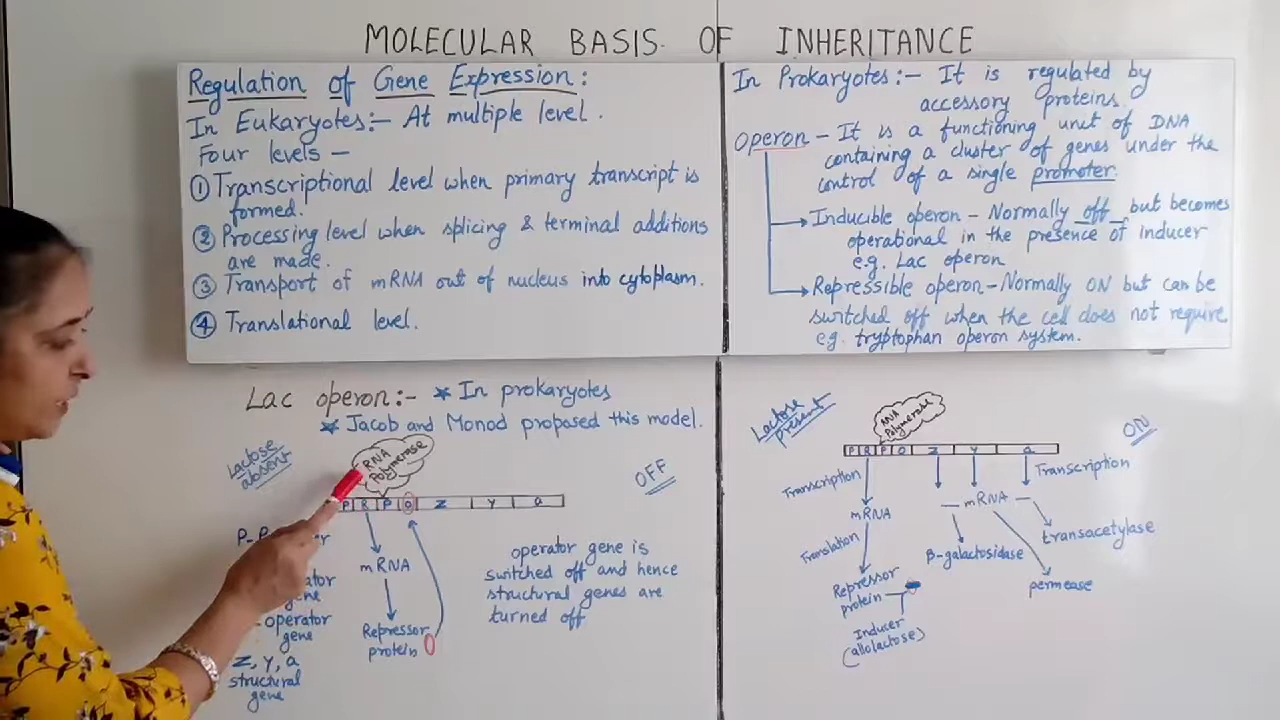 MOLECULAR BASIS OF INHERITANCE
Regulation of Gene Expression:
In Eukaryotes:- At multiple level.
Four levels -
① Transcriptional level when primary transcript is
formed.
② Processing level when splicing & terminal additions
are made.
③ Transport of mRNA out of nucleus into cytoplasm.
④ Translational level.
In Prokaryotes:- It is regulated by
accessory proteins.
Operon - It is a functioning unit of DNA
containing a cluster of genes under the
control of a single promoter.
Inducible operon - Normally off but becomes
operational in the presence of inducer
e.g. Lac operon
Repressible operon - Normally ON but can be
switched off when the cell does not require
e.g. tryptophan operon system.
Lac operon:- * In prokaryotes
* Jacob and Monod proposed this model.
Lactose
absent
RNA
Polymerase
OFF
P R P O Z Y a
mRNA
Repressor
protein
operator gene is
switched off and hence
structural genes are
turned off
gene
operator
gene
Z, Y, a
structural
gene
Lactose
present
RNA
Polymerase
ON
P R P O Z Y a
Transcription
Transcription
mRNA
mRNA
Translation
transacetylase
β-galactosidase
permease
Repressor
protein
Inducer
(allolactose)